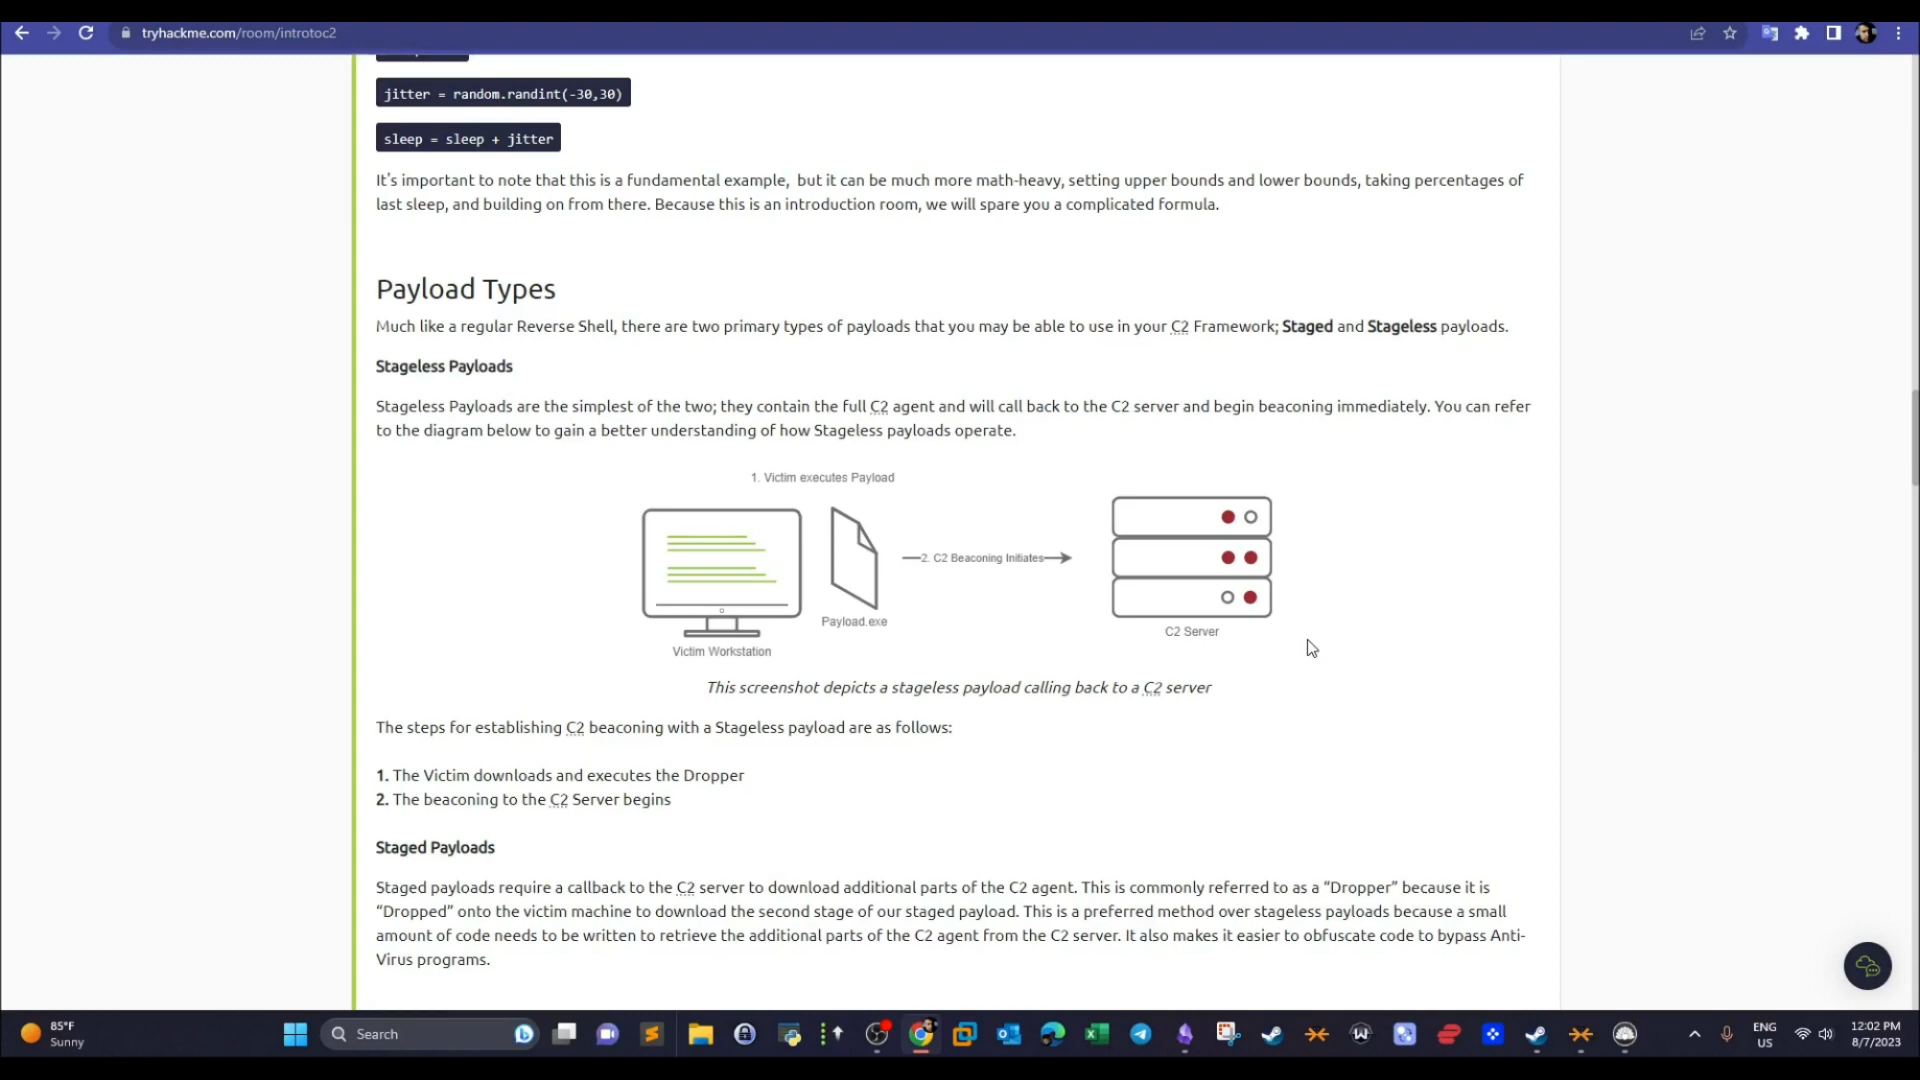 tryhackme.com/room/introtoc2
jitter = random.randint(-30,30)
sleep = sleep + jitter
It's important to note that this is a fundamental example, but it can be much more math-heavy, setting upper bounds and lower bounds, taking percentages of
last sleep, and building on from there. Because this is an introduction room, we will spare you a complicated formula.
Payload Types
Much like a regular Reverse Shell, there are two primary types of payloads that you may be able to use in your C2 Framework; Staged and Stageless payloads.
Stageless Payloads
Stageless Payloads are the simplest of the two; they contain the full C2 agent and will call back to the C2 server and begin beaconing immediately. You can refer
to the diagram below to gain a better understanding of how Stageless payloads operate.
1. Victim executes Payload
2. C2 Beaconing Initiates
Payload.exe
C2 Server
Victim Workstation
This screenshot depicts a stageless payload calling back to a C2 server
The steps for establishing C2 beaconing with a Stageless payload are as follows:
1. The Victim downloads and executes the Dropper
2. The beaconing to the C2 Server begins
Staged Payloads
Staged payloads require a callback to the C2 server to download additional parts of the C2 agent. This is commonly referred to as a “Dropper” because it is
“Dropped” onto the victim machine to download the second stage of our staged payload. This is a preferred method over stageless payloads because a small
amount of code needs to be written to retrieve the additional parts of the C2 agent from the C2 server. It also makes it easier to obfuscate code to bypass Anti-
Virus programs.
85°F
Sunny
Search
ENG
US
12:02 PM
8/7/2023